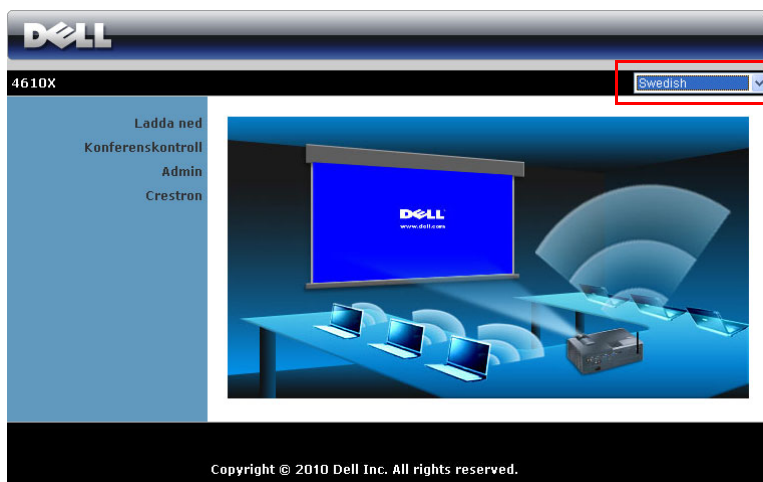 DELL
4610X
Swedish
Ladda ned
Konferenskontroll
Admin
Crestron
DELL
www.dell.com
Copyright © 2010 Dell Inc. All rights reserved.